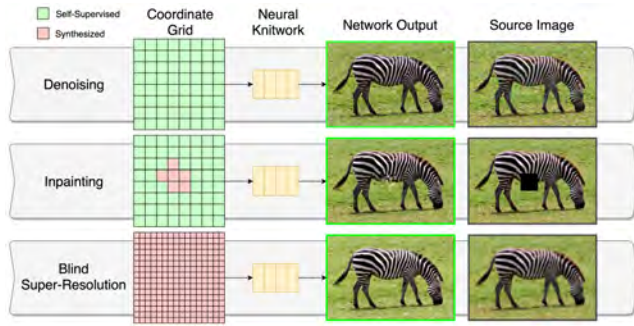 Self-Supervised
Synthesized
Coordinate
Grid
Neural
Knitwork
Network Output
Source Image
Denoising
Inpainting
Blind
Super-Resolution